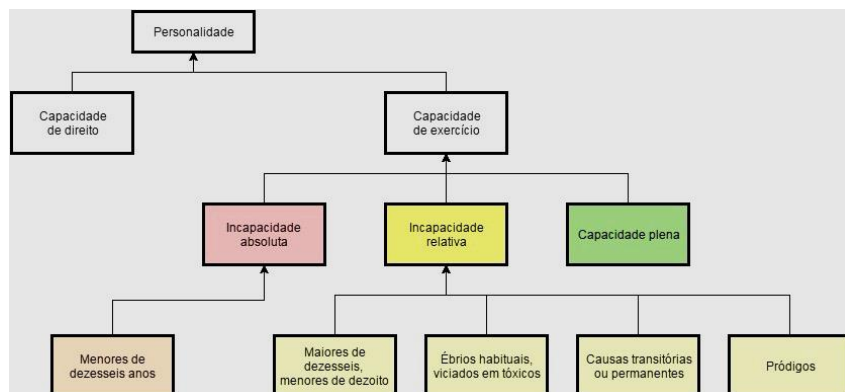 Personalidade
Capacidade
de direito
Capacidade
de exercício
Incapacidade
absoluta
Incapacidade
relativa
Capacidade plena
Menores de
dezesseis anos
Maiores de
dezesseis,
menores de dezoito
Ébrios habituais,
viciados em tóxicos
Causas transitórias
ou permanentes
Pródigos